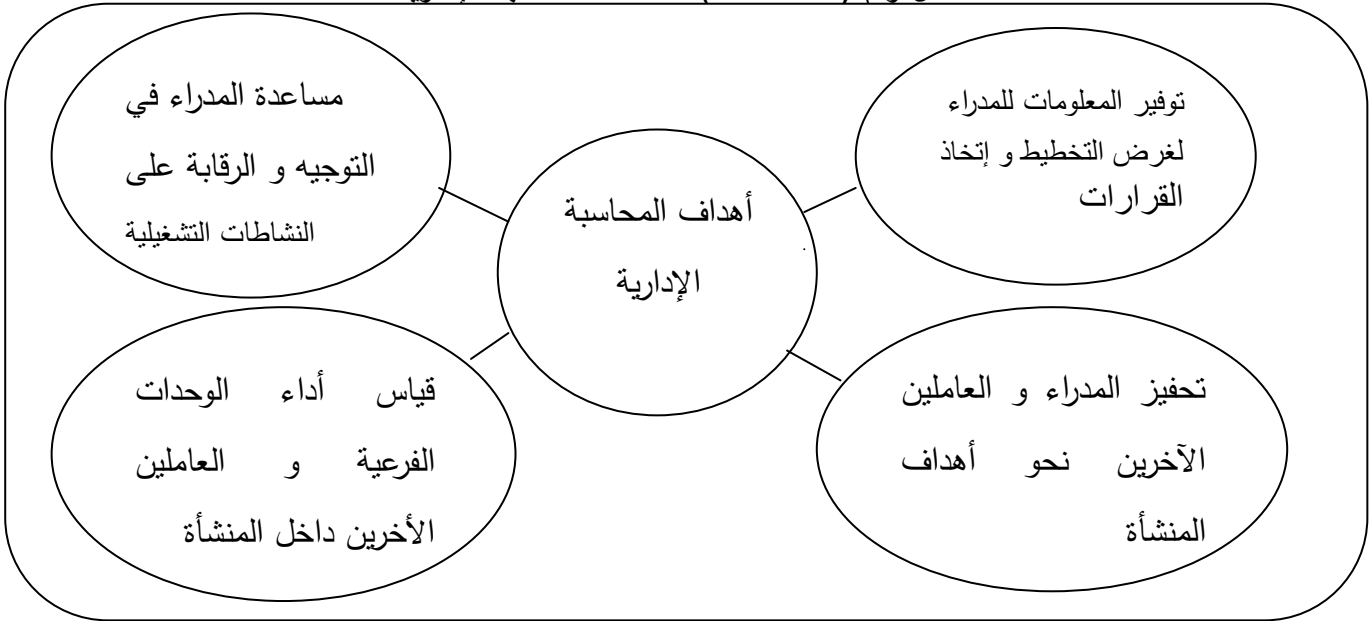 توفير المعلومات للمدراء
لغرض التخطيط و إتخاذ
القرارات
مساعدة المدراء في
التوجيه و الرقابة على
النشاطات التشغيلية
أهداف المحاسبة
الإدارية
تحفيز المدراء و العاملين
الآخرين نحو أهداف
المنشأة
قياس أداء الوحدات
الفرعية و العاملين
الأخرين داخل المنشأة